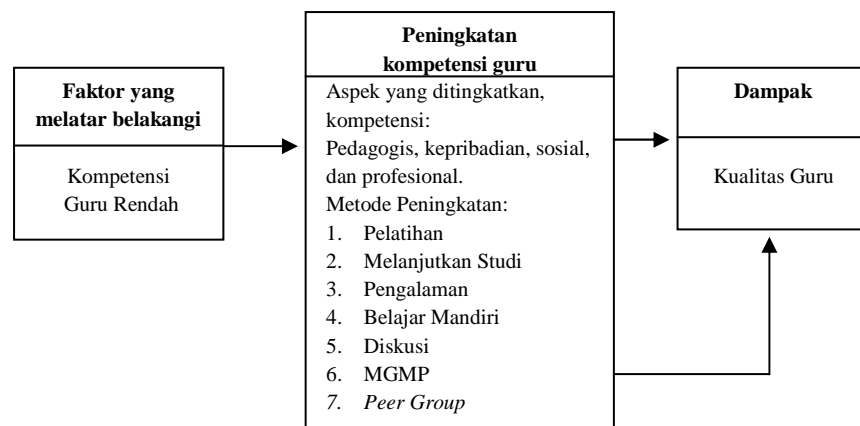 Faktor yang
melatar belakangi
Kompetensi
Guru Rendah
Peningkatan
kompetensi guru
Aspek yang ditingkatkan,
kompetensi:
Pedagogis, kepribadian, sosial,
dan profesional.
Metode Peningkatan:
1. Pelatihan
2. Melanjutkan Studi
3. Pengalaman
4. Belajar Mandiri
5. Diskusi
6. MGMP
7. Peer Group
Dampak
Kualitas Guru